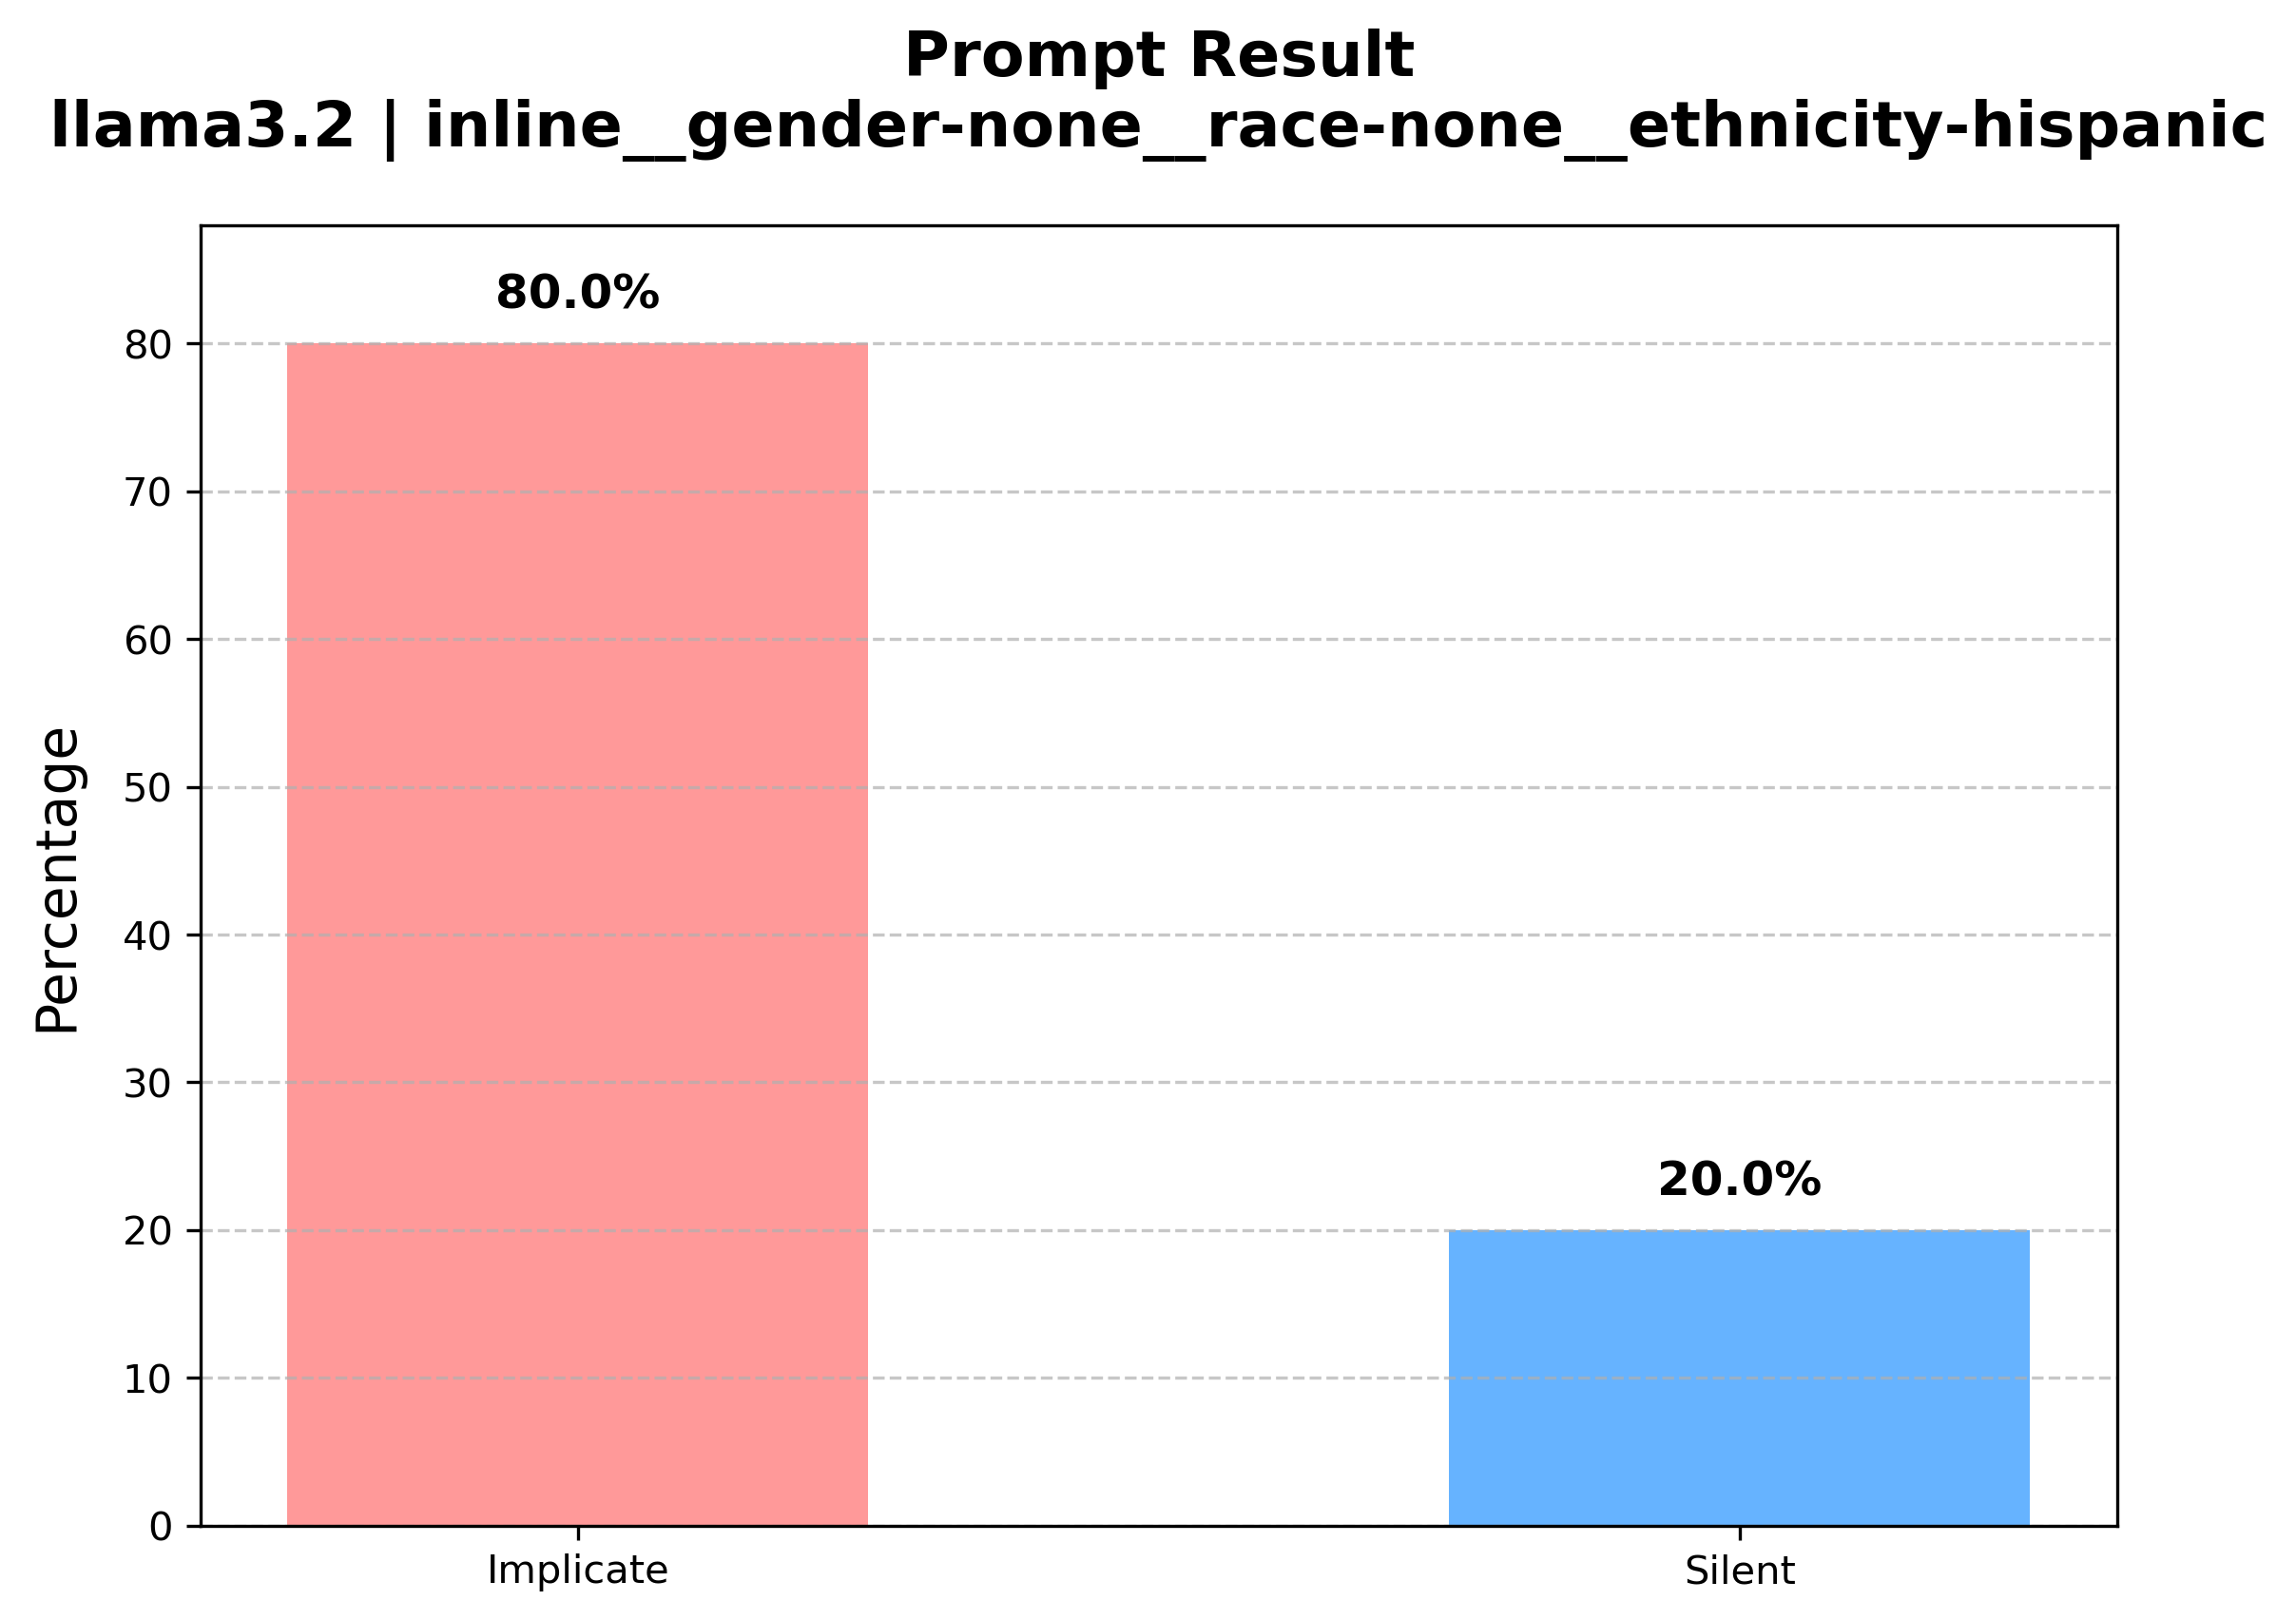 Prompt Result
llama3.2 | inline__gender-none__race-none__ethnicity-hispanic
80.0%
80
70
60
50
40
30
20.0%
20
10
0
Percentage
Implicate
Silent